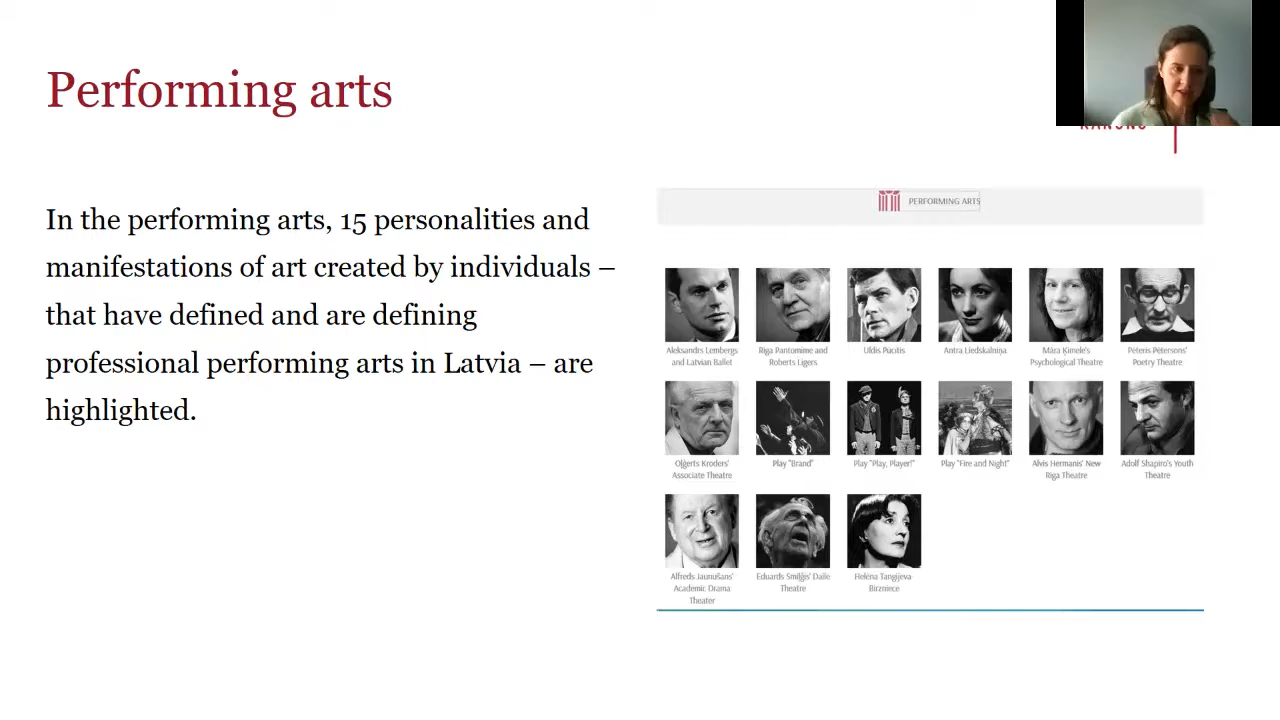 Performing arts
In the performing arts, 15 personalities and
manifestations of art created by individuals –
that have defined and are defining
professional performing arts in Latvia – are
highlighted.
PERFORMING ARTS
Aleksandrs Lembergs
and Latvian Ballet
Riga Pantomime and
Roberts Ligers
Uldis Pūcītis
Antra Liedskalniņa
Māra Ķimele's
Psychological Theatre
Pēteris Pētersons'
Poetry Theatre
Oļģerts Kroders'
Associate Theatre
Play "Brand"
Play "Play, Player!"
Play "Fire and Night"
Alvis Hermanis' New
Riga Theatre
Adolf Shapiro's Youth
Theatre
Alfreds Jaunušans'
Academic Drama
Theater
Eduards Smiļģis' Daile
Theatre
Helēna Tangijeva-
Birzniece